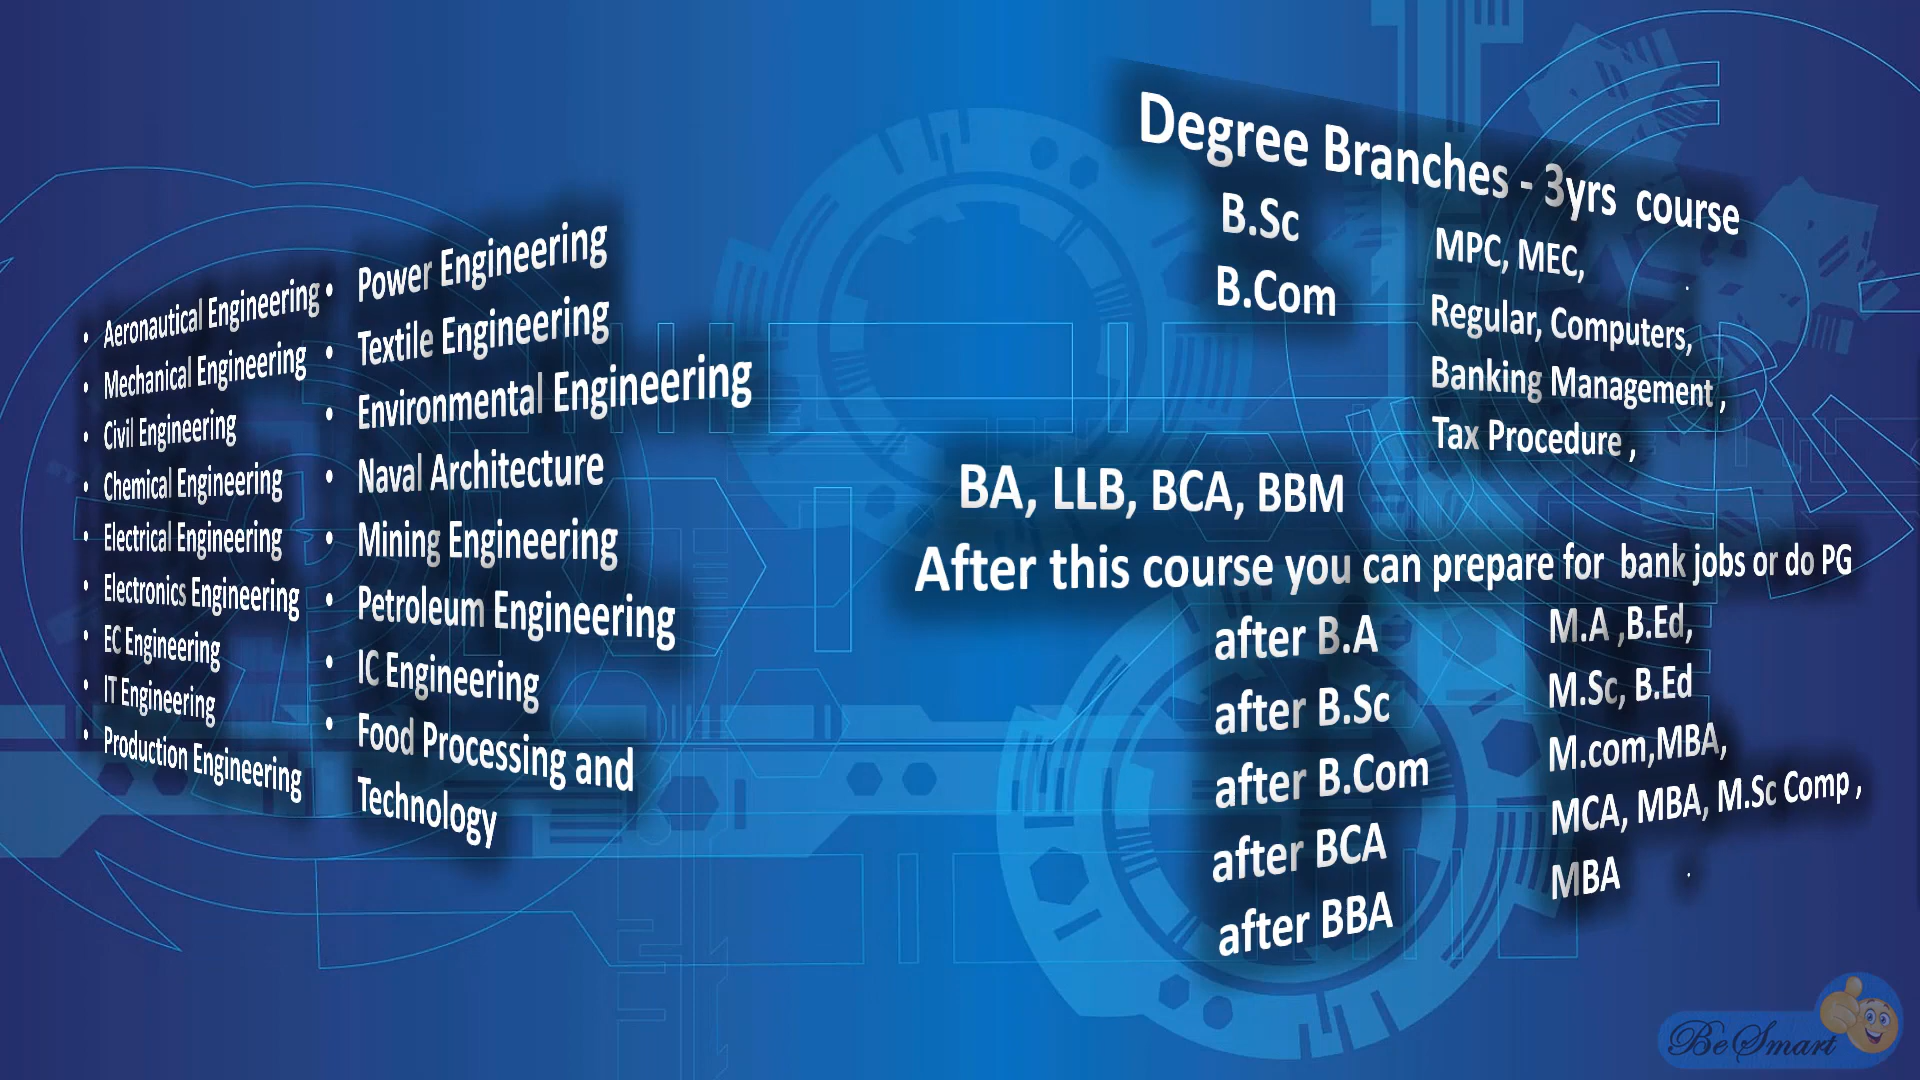 • Aeronautical Engineering
• Mechanical Engineering
• Civil Engineering
• Chemical Engineering
• Electrical Engineering
• Electronics Engineering
• EC Engineering
• IT Engineering
• Production Engineering
• Power Engineering
• Textile Engineering
• Environmental Engineering
• Naval Architecture
• Mining Engineering
• Petroleum Engineering
• IC Engineering
• Food Processing and
Technology
Degree Branches - 3yrs course
B.Sc
B.Com
MPC, MEC,
Regular, Computers,
Banking Management ,
Tax Procedure ,
BA, LLB, BCA, BBM
After this course you can prepare for bank jobs or do PG
after B.A
after B.Sc
after B.Com
after BCA
after BBA
M.A ,B.Ed,
M.Sc, B.Ed
M.com,MBA,
MCA, MBA, M.Sc Comp ,
MBA .
BeSmart